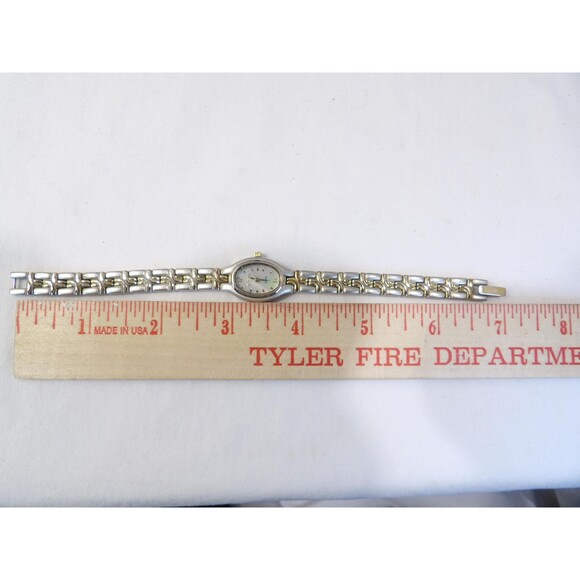 1 MADE IN USA 2 3 4 5 6 7 8
TYLER FIRE DEPARTME